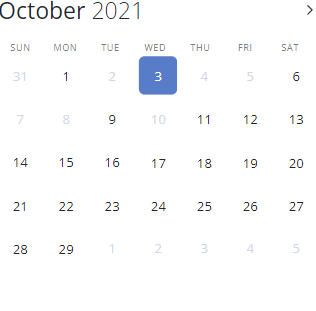 October 2021
SUN MON TUE WED THU FRI SAT
31 1 2 3 4 5 6
7 8 9 10 11 12 13
14 15 16 17 18 19 20
21 22 23 24 25 26 27
28 29 1 2 3 4 5